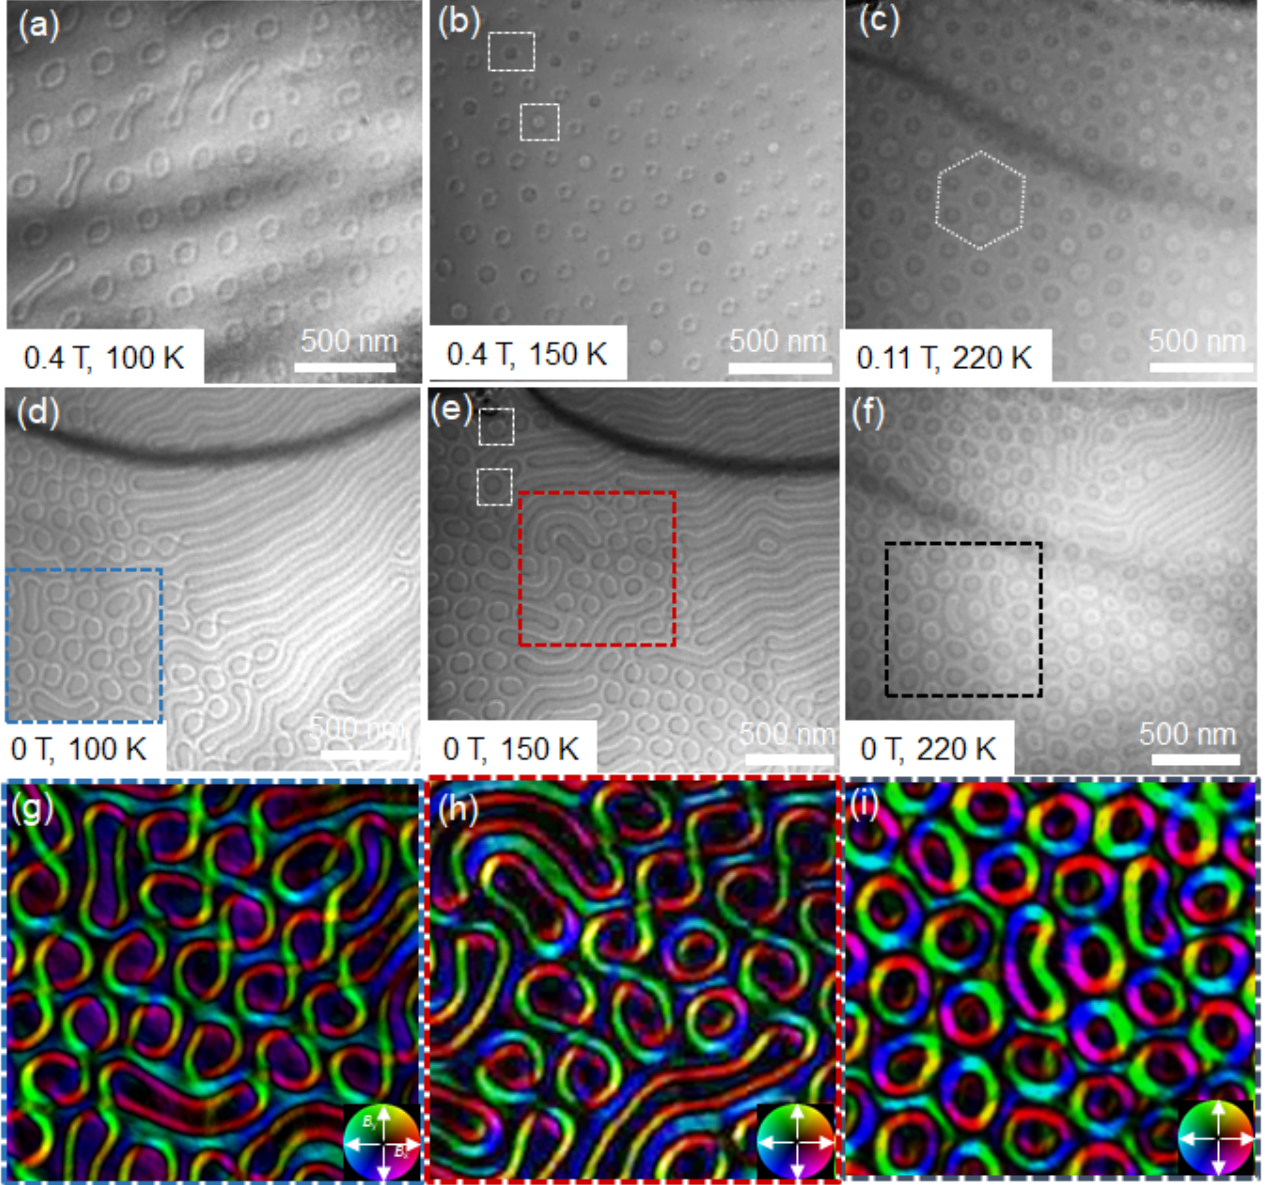 (a)
(b)
(c)
500 nm
500 nm
500 nm
0.4 T, 100 K
0.4 T, 150 K
0.11 T, 220 K
(d)
(e)
(f)
500 nm
500 nm
500 nm
0 T, 100 K
0 T, 150 K
0 T, 220 K
(g)
(h)
(i)